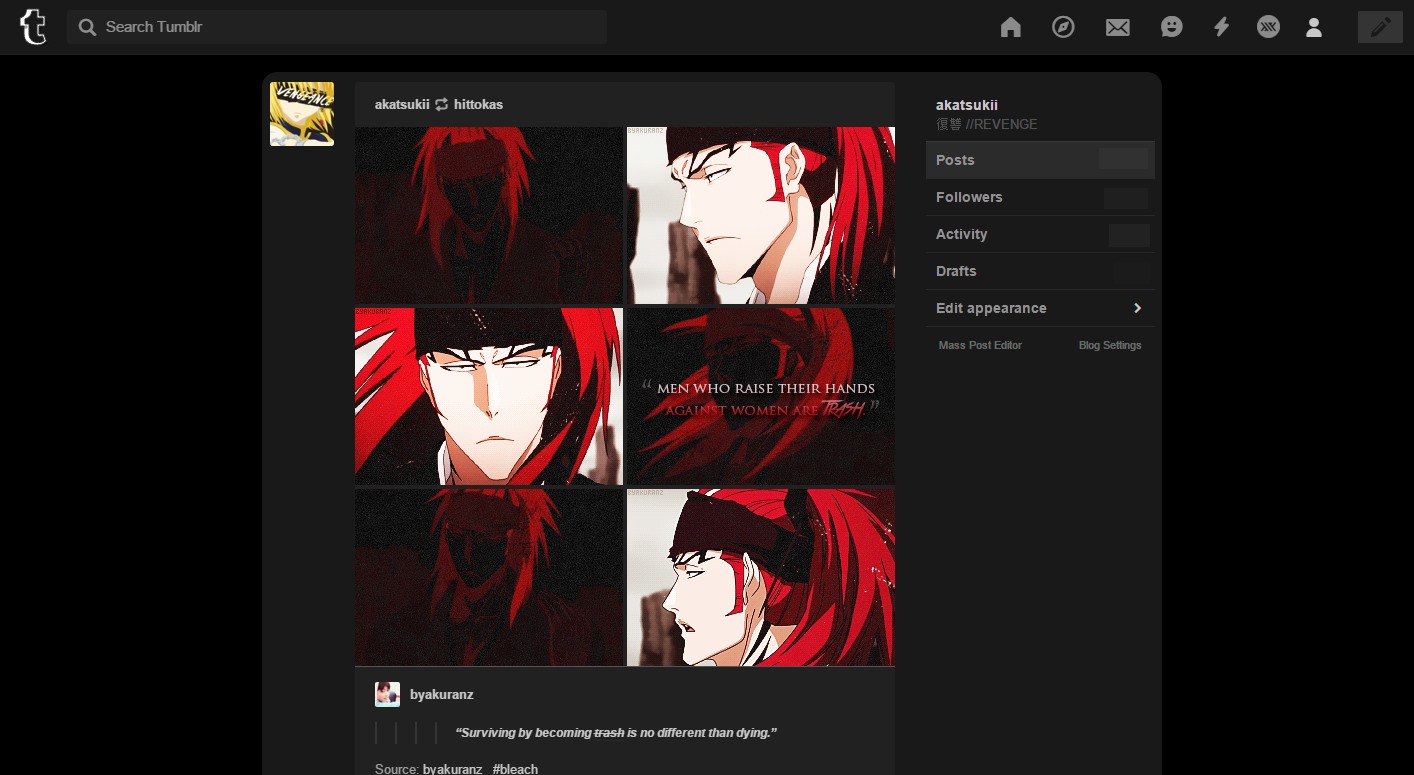 t
Search Tumblr
VENGEANCE
akatsukii hittokas
BYAKURANZ
BYAKURANZ
“ MEN WHO RAISE THEIR HANDS
AGAINST WOMEN ARE TRASH. ”
BYAKURANZ
byakuranz
“Surviving by becoming trash is no different than dying.”
Source: byakuranz #bleach
akatsukii
復讐 //REVENGE
Posts
Followers
Activity
Drafts
Edit appearance
Mass Post Editor Blog Settings